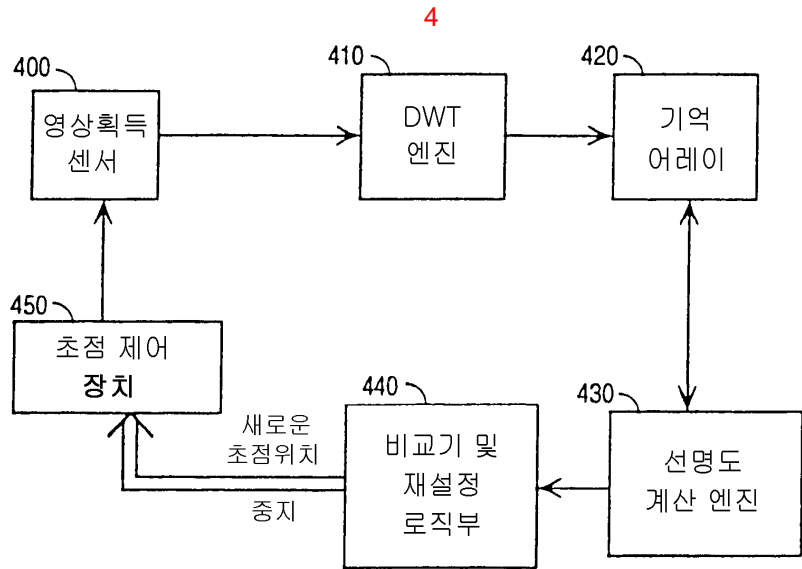 4
400
영상획득
센서
410
DWT
엔진
420
기억
어레이
450
초점 제어
장치
새로운
초점위치
중지
440
비교기 및
재설정
로직부
430
선명도
계산 엔진